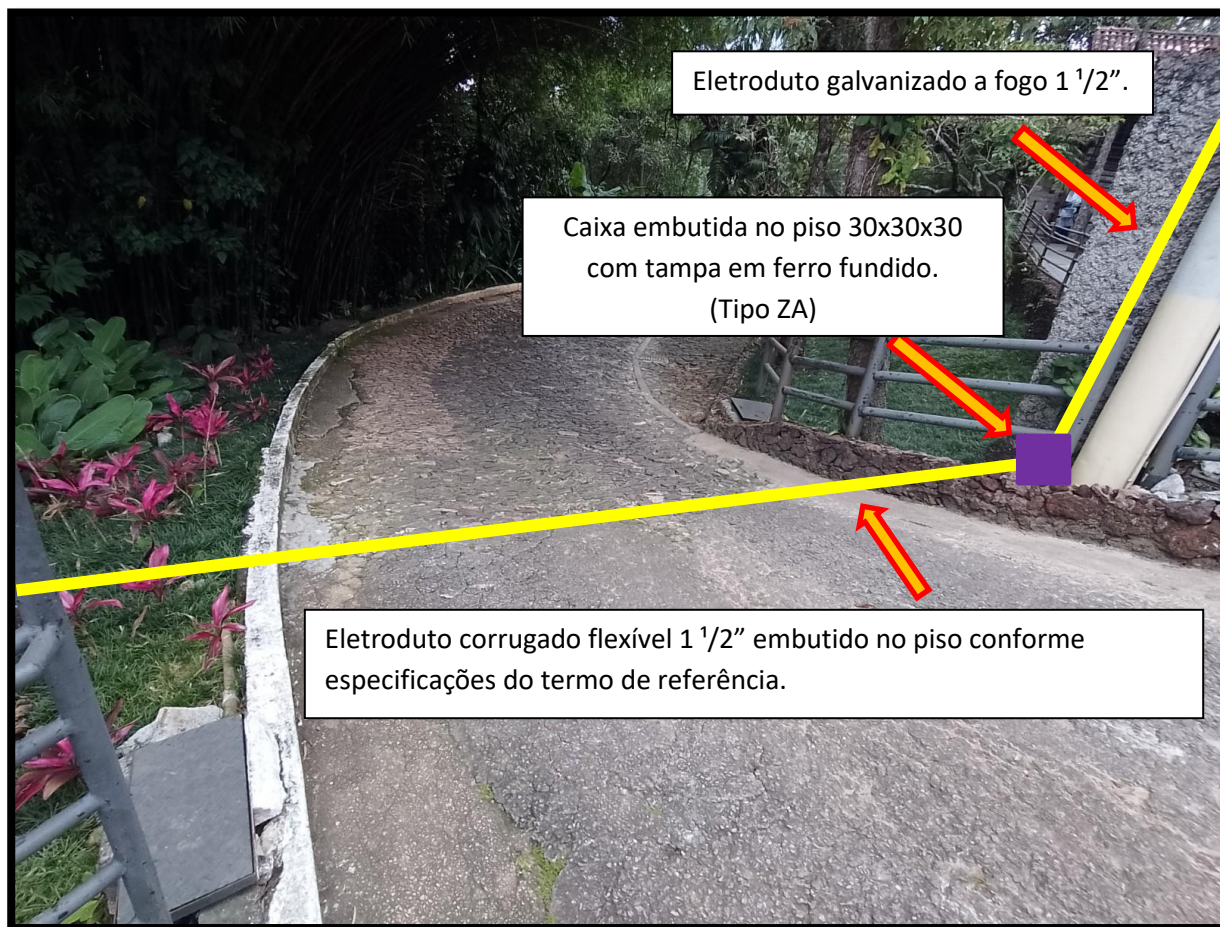 Eletroduto galvanizado a fogo 1 ¹/2”.
Caixa embutida no piso 30x30x30
com tampa em ferro fundido.
(Tipo ZA)
Eletroduto corrugado flexível 1 ¹/2” embutido no piso conforme
especificações do termo de referência.